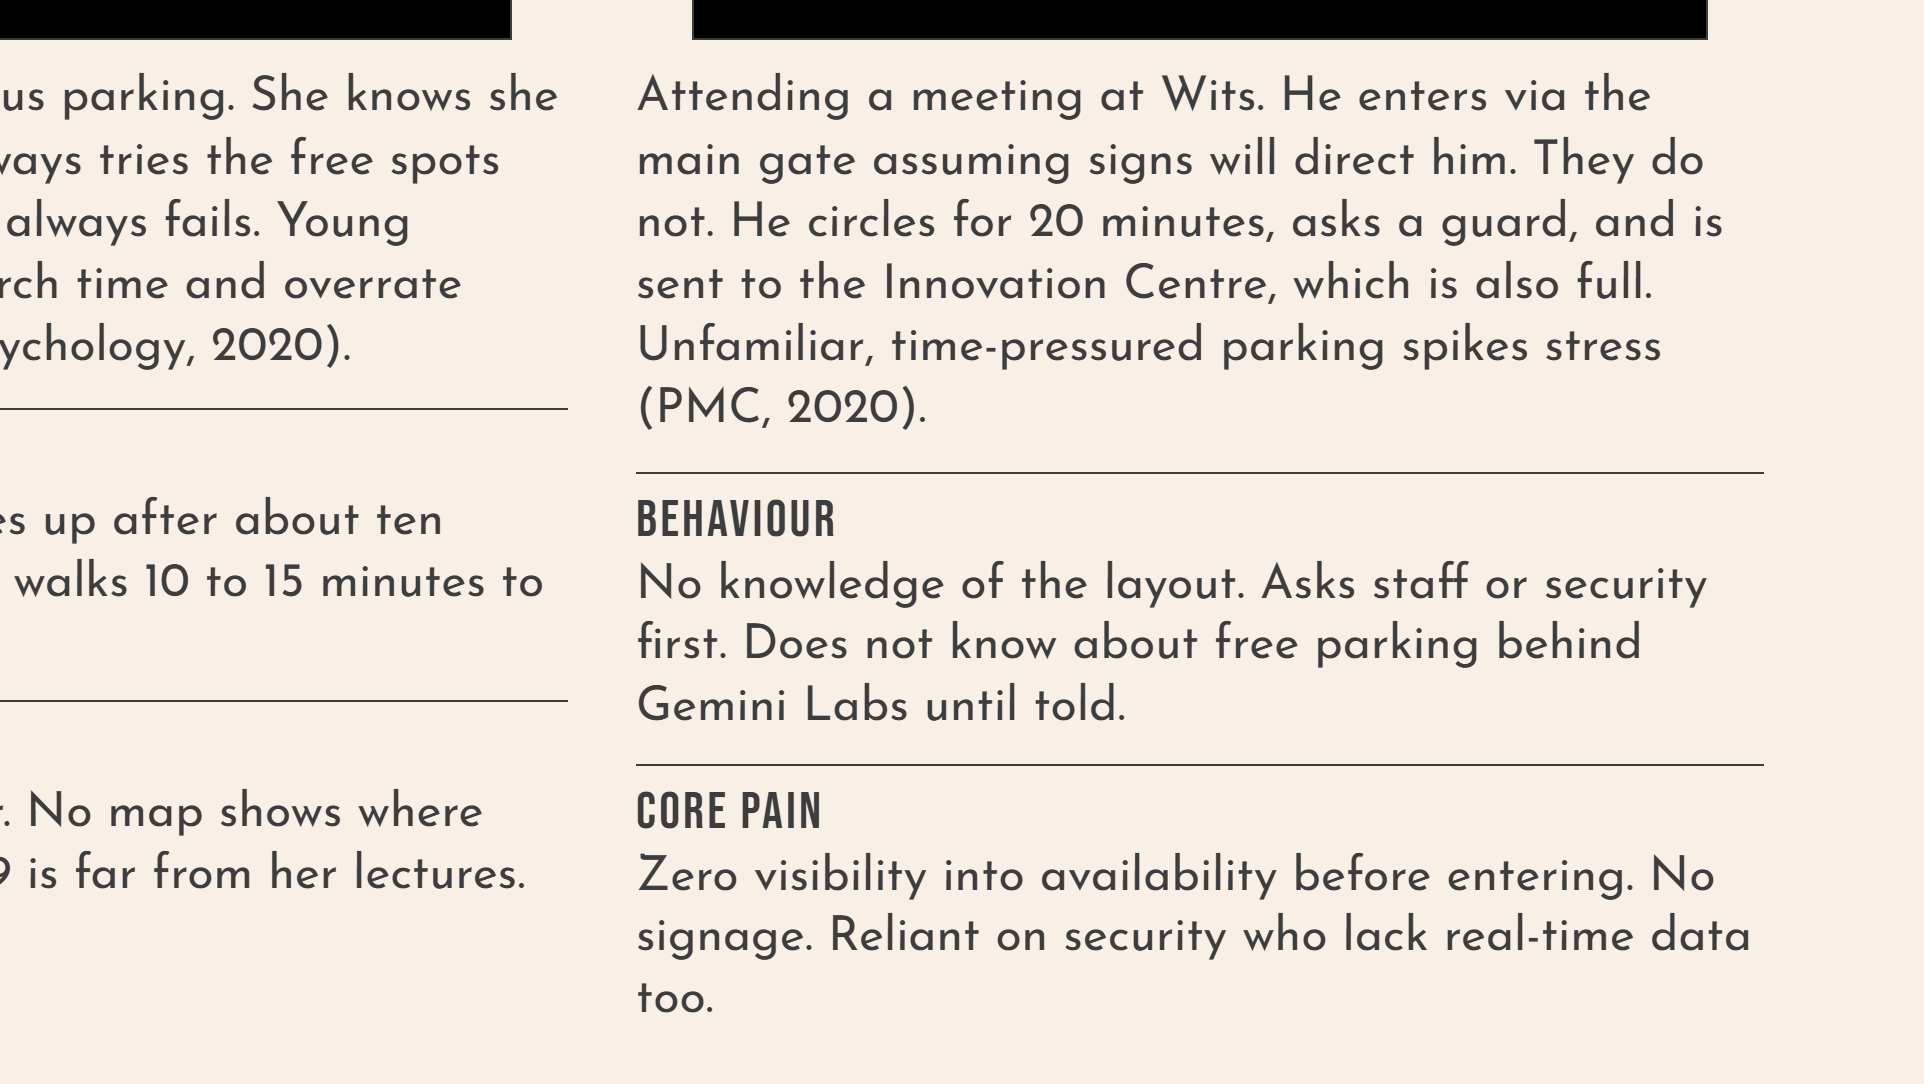 us parking. She knows she
ways tries the free spots
always fails. Young
rch time and overrate
ychology, 2020).
es up after about ten
walks 10 to 15 minutes to
r. No map shows where
9 is far from her lectures.
Attending a meeting at Wits. He enters via the
main gate assuming signs will direct him. They do
not. He circles for 20 minutes, asks a guard, and is
sent to the Innovation Centre, which is also full.
Unfamiliar, time-pressured parking spikes stress
(PMC, 2020).
BEHAVIOUR
No knowledge of the layout. Asks staff or security
first. Does not know about free parking behind
Gemini Labs until told.
CORE PAIN
Zero visibility into availability before entering. No
signage. Reliant on security who lack real-time data
too.